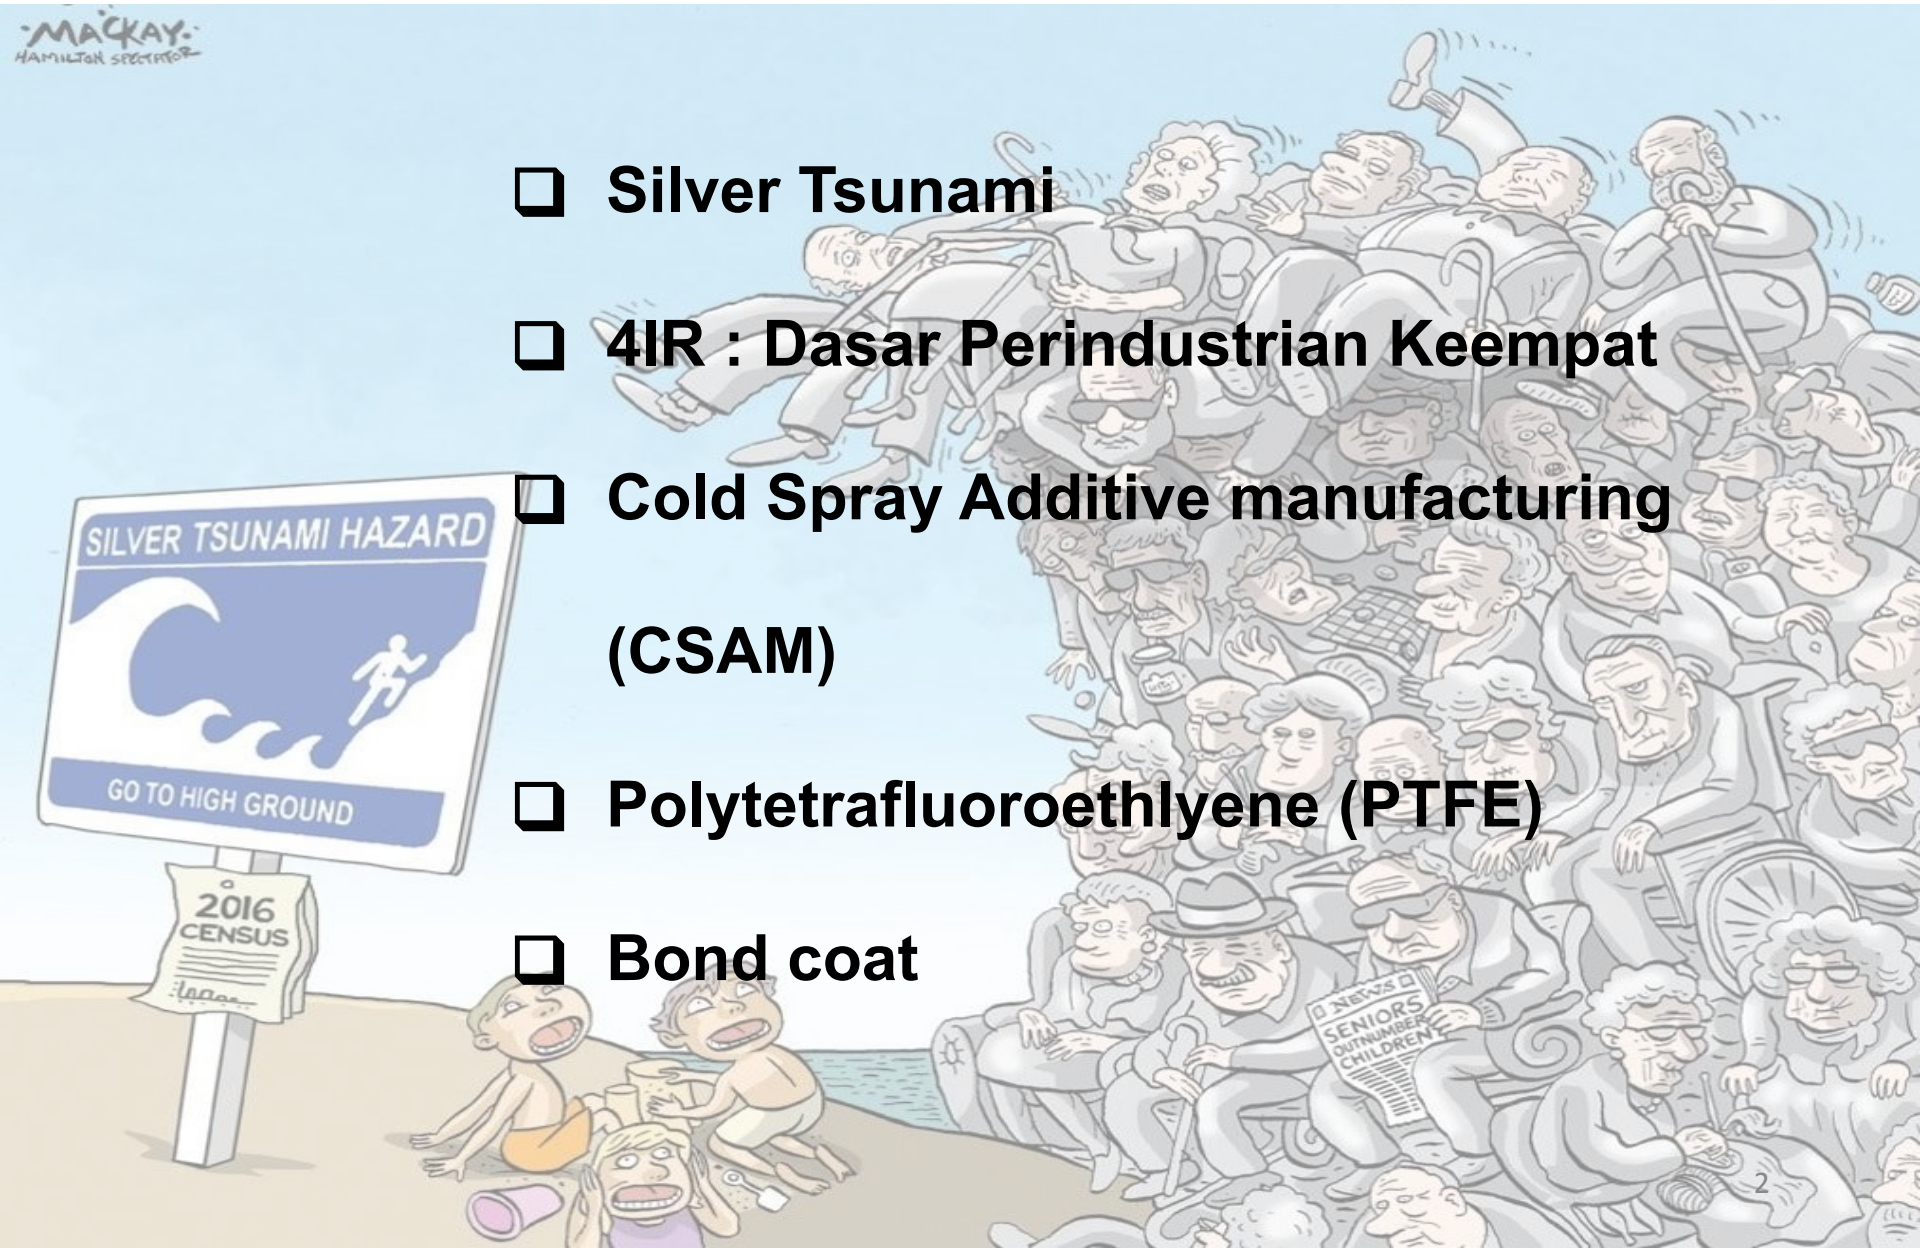 MACKAY
HAMILTON SPECTATOR
Silver Tsunami
4IR : Dasar Perindustrian Keempat
Cold Spray Additive manufacturing
(CSAM)
Polytetrafluoroethlyene (PTFE)
Bond coat
SILVER TSUNAMI HAZARD
GO TO HIGH GROUND
2016
CENSUS
NEWS
SENIORS
OUTNUMBER
CHILDREN
2